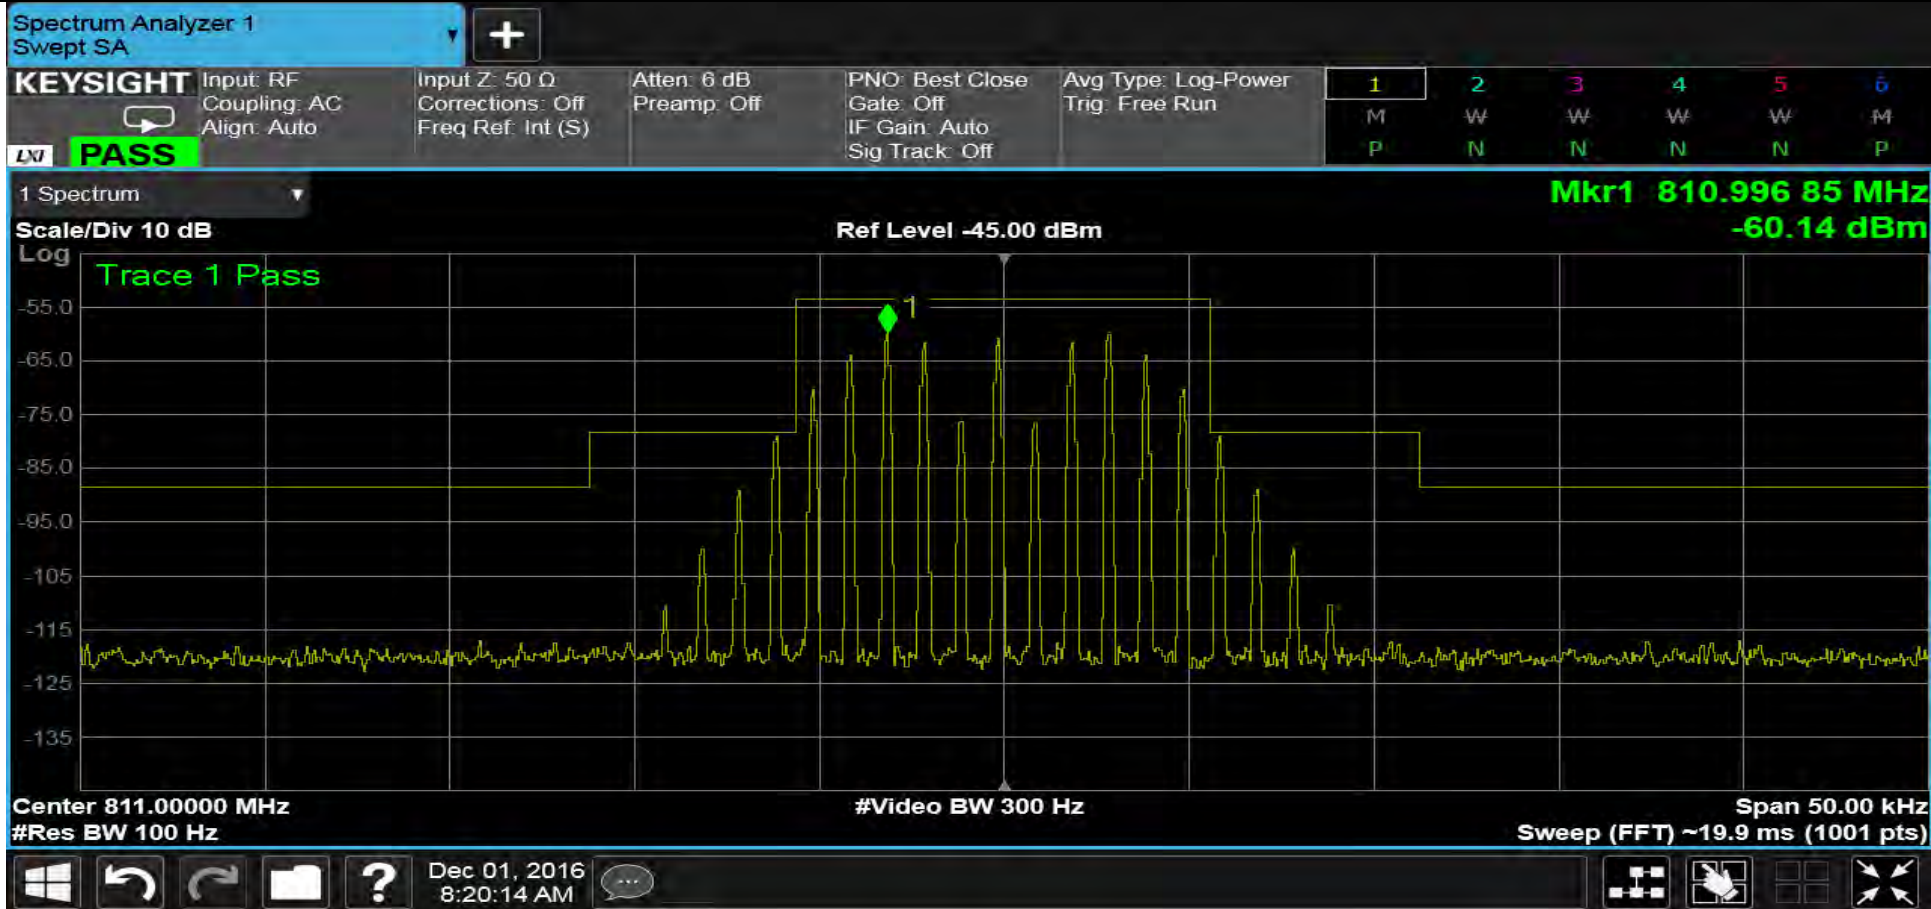 Spectrum Analyzer 1
Swept SA
KEYSIGHT
LXI
PASS
Input: RF
Coupling: AC
Align: Auto
Input Z: 50 Ω
Corrections: Off
Freq Ref: Int (S)
Atten: 6 dB
Preamp: Off
PNO: Best Close
Gate: Off
IF Gain: Auto
Sig Track: Off
Avg Type: Log-Power
Trig: Free Run
1 2 3 4 5 6
M W W W W M
P N N N N P
1 Spectrum
Mkr1 810.996 85 MHz
-60.14 dBm
Scale/Div 10 dB
Ref Level -45.00 dBm
Log
Trace 1 Pass
1
-55.0
-65.0
-75.0
-85.0
-95.0
-105
-115
-125
-135
Center 811.00000 MHz
#Video BW 300 Hz
Span 50.00 kHz
#Res BW 100 Hz
Sweep (FFT) ~19.9 ms (1001 pts)
?
Dec 01, 2016
8:20:14 AM